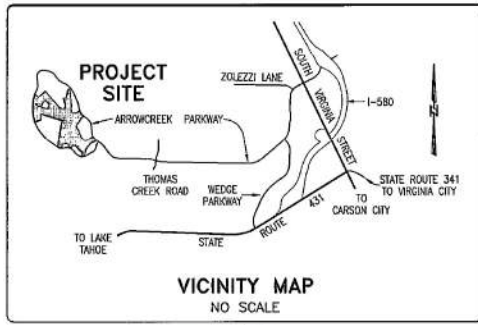 PROJECT
SITE
ZOLEZZI LANE
SOUTH
VIRGINIA
STREET
I-580
N
ARROWCREEK
PARKWAY
THOMAS
CREEK ROAD
WEDGE
PARKWAY
STATE ROUTE 341
TO VIRGINIA CITY
TO
CARSON CITY
TO LAKE
TAHOE
STATE
ROUTE
431
VICINITY MAP
NO SCALE